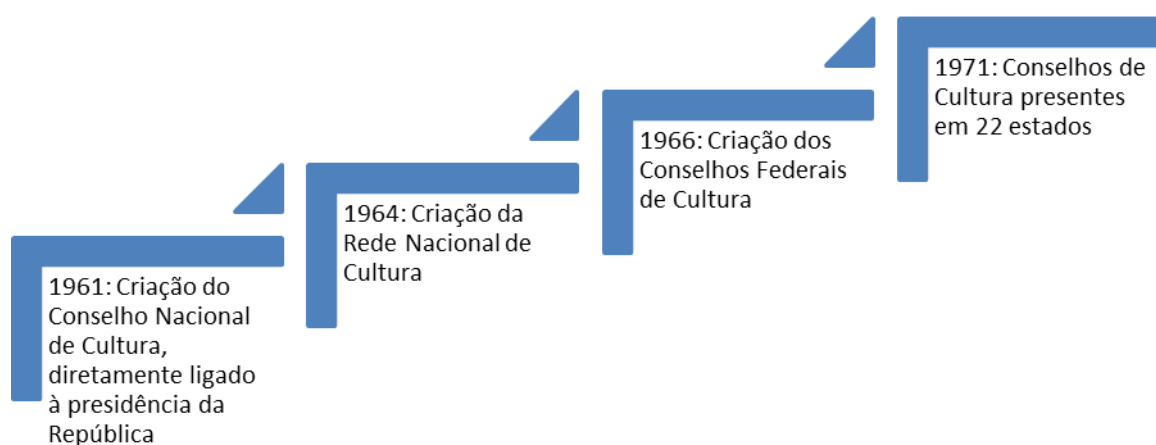 1961: Criação do
Conselho Nacional
de Cultura,
diretamente ligado
à presidência da
República
1964: Criação da
Rede Nacional de
Cultura
1966: Criação dos
Conselhos Federais
de Cultura
1971: Conselhos de
Cultura presentes
em 22 estados